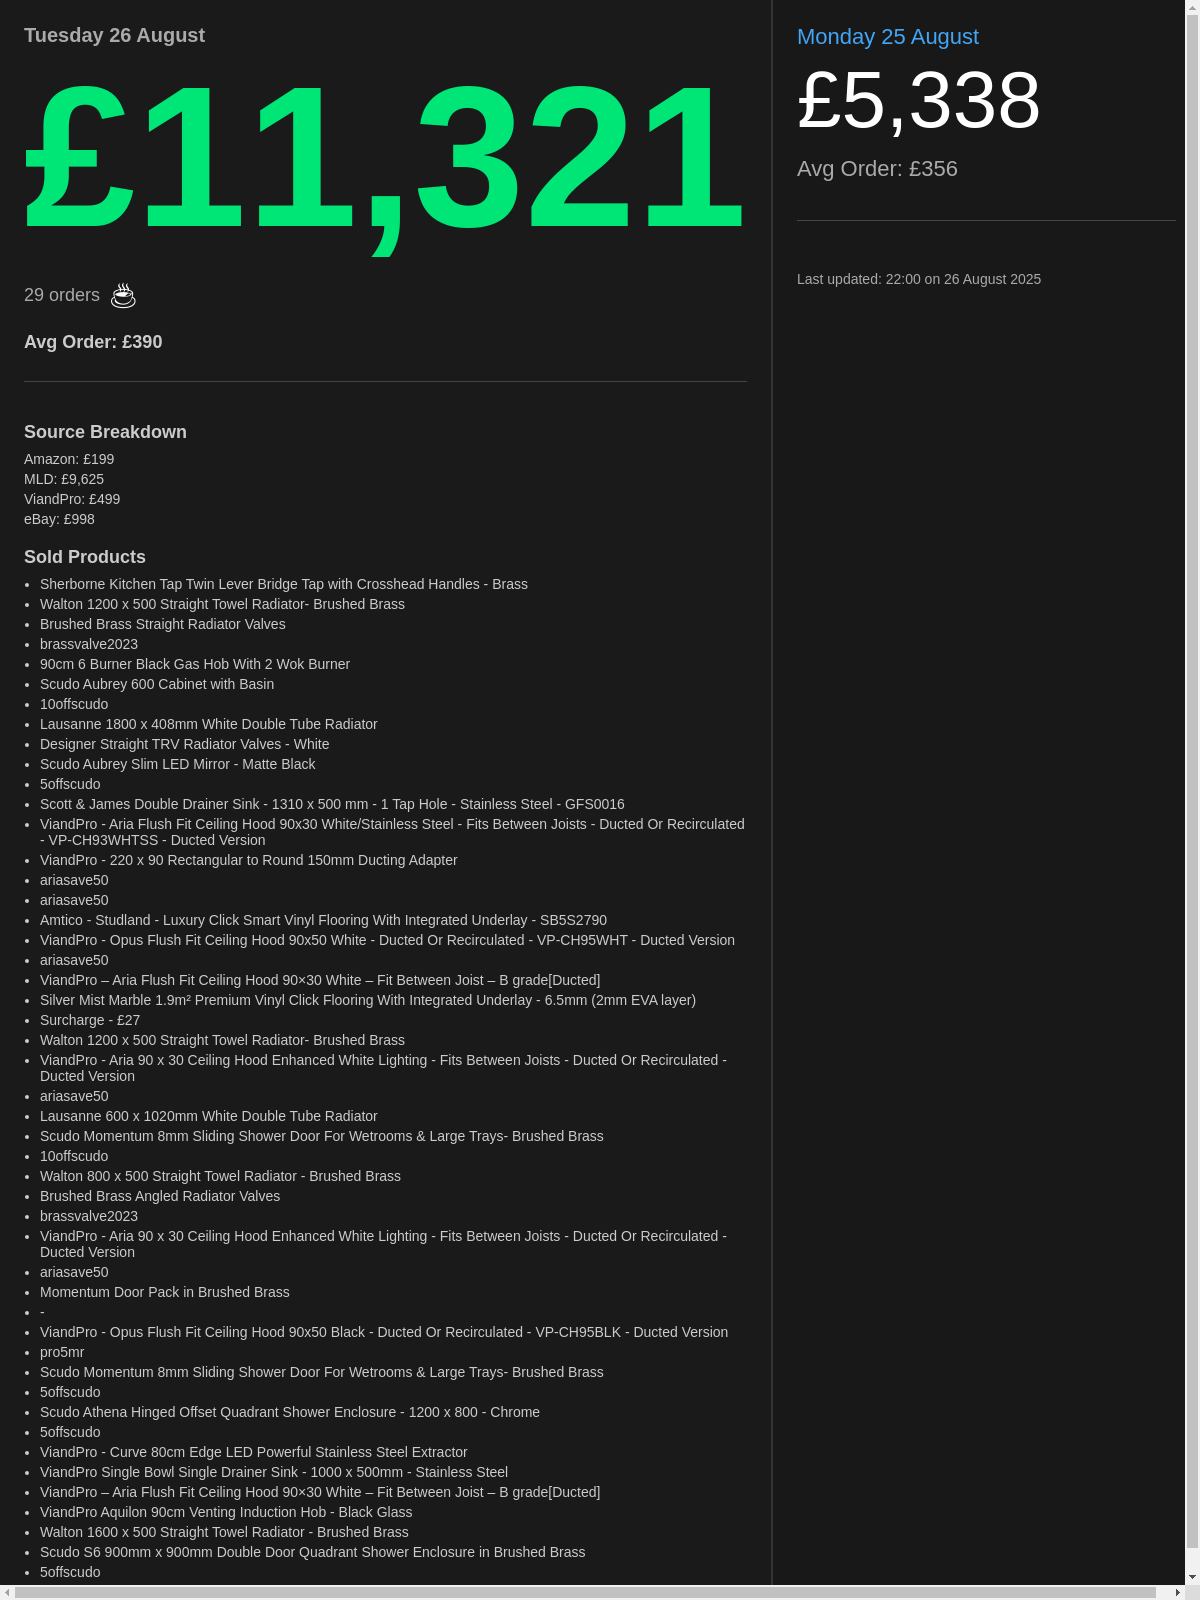 Tuesday 26 August
£11,321
29 orders
Avg Order: £390
Source Breakdown
Amazon: £199
MLD: £9,625
ViandPro: £499
eBay: £998
Sold Products
Sherborne Kitchen Tap Twin Lever Bridge Tap with Crosshead Handles - Brass
Walton 1200 x 500 Straight Towel Radiator- Brushed Brass
Brushed Brass Straight Radiator Valves
brassvalve2023
90cm 6 Burner Black Gas Hob With 2 Wok Burner
Scudo Aubrey 600 Cabinet with Basin
10offscudo
Lausanne 1800 x 408mm White Double Tube Radiator
Designer Straight TRV Radiator Valves - White
Scudo Aubrey Slim LED Mirror - Matte Black
5offscudo
Scott & James Double Drainer Sink - 1310 x 500 mm - 1 Tap Hole - Stainless Steel - GFS0016
ViandPro - Aria Flush Fit Ceiling Hood 90x30 White/Stainless Steel - Fits Between Joists - Ducted Or Recirculated
- VP-CH93WHTSS - Ducted Version
ViandPro - 220 x 90 Rectangular to Round 150mm Ducting Adapter
ariasave50
ariasave50
Amtico - Studland - Luxury Click Smart Vinyl Flooring With Integrated Underlay - SB5S2790
ViandPro - Opus Flush Fit Ceiling Hood 90x50 White - Ducted Or Recirculated - VP-CH95WHT - Ducted Version
ariasave50
ViandPro – Aria Flush Fit Ceiling Hood 90×30 White – Fit Between Joist – B grade[Ducted]
Silver Mist Marble 1.9m² Premium Vinyl Click Flooring With Integrated Underlay - 6.5mm (2mm EVA layer)
Surcharge - £27
Walton 1200 x 500 Straight Towel Radiator- Brushed Brass
ViandPro - Aria 90 x 30 Ceiling Hood Enhanced White Lighting - Fits Between Joists - Ducted Or Recirculated -
Ducted Version
ariasave50
Lausanne 600 x 1020mm White Double Tube Radiator
Scudo Momentum 8mm Sliding Shower Door For Wetrooms & Large Trays- Brushed Brass
10offscudo
Walton 800 x 500 Straight Towel Radiator - Brushed Brass
Brushed Brass Angled Radiator Valves
brassvalve2023
ViandPro - Aria 90 x 30 Ceiling Hood Enhanced White Lighting - Fits Between Joists - Ducted Or Recirculated -
Ducted Version
ariasave50
Momentum Door Pack in Brushed Brass
-
ViandPro - Opus Flush Fit Ceiling Hood 90x50 Black - Ducted Or Recirculated - VP-CH95BLK - Ducted Version
pro5mr
Scudo Momentum 8mm Sliding Shower Door For Wetrooms & Large Trays- Brushed Brass
5offscudo
Scudo Athena Hinged Offset Quadrant Shower Enclosure - 1200 x 800 - Chrome
5offscudo
ViandPro - Curve 80cm Edge LED Powerful Stainless Steel Extractor
ViandPro Single Bowl Single Drainer Sink - 1000 x 500mm - Stainless Steel
ViandPro – Aria Flush Fit Ceiling Hood 90×30 White – Fit Between Joist – B grade[Ducted]
ViandPro Aquilon 90cm Venting Induction Hob - Black Glass
Walton 1600 x 500 Straight Towel Radiator - Brushed Brass
Scudo S6 900mm x 900mm Double Door Quadrant Shower Enclosure in Brushed Brass
5offscudo
Monday 25 August
£5,338
Avg Order: £356
Last updated: 22:00 on 26 August 2025